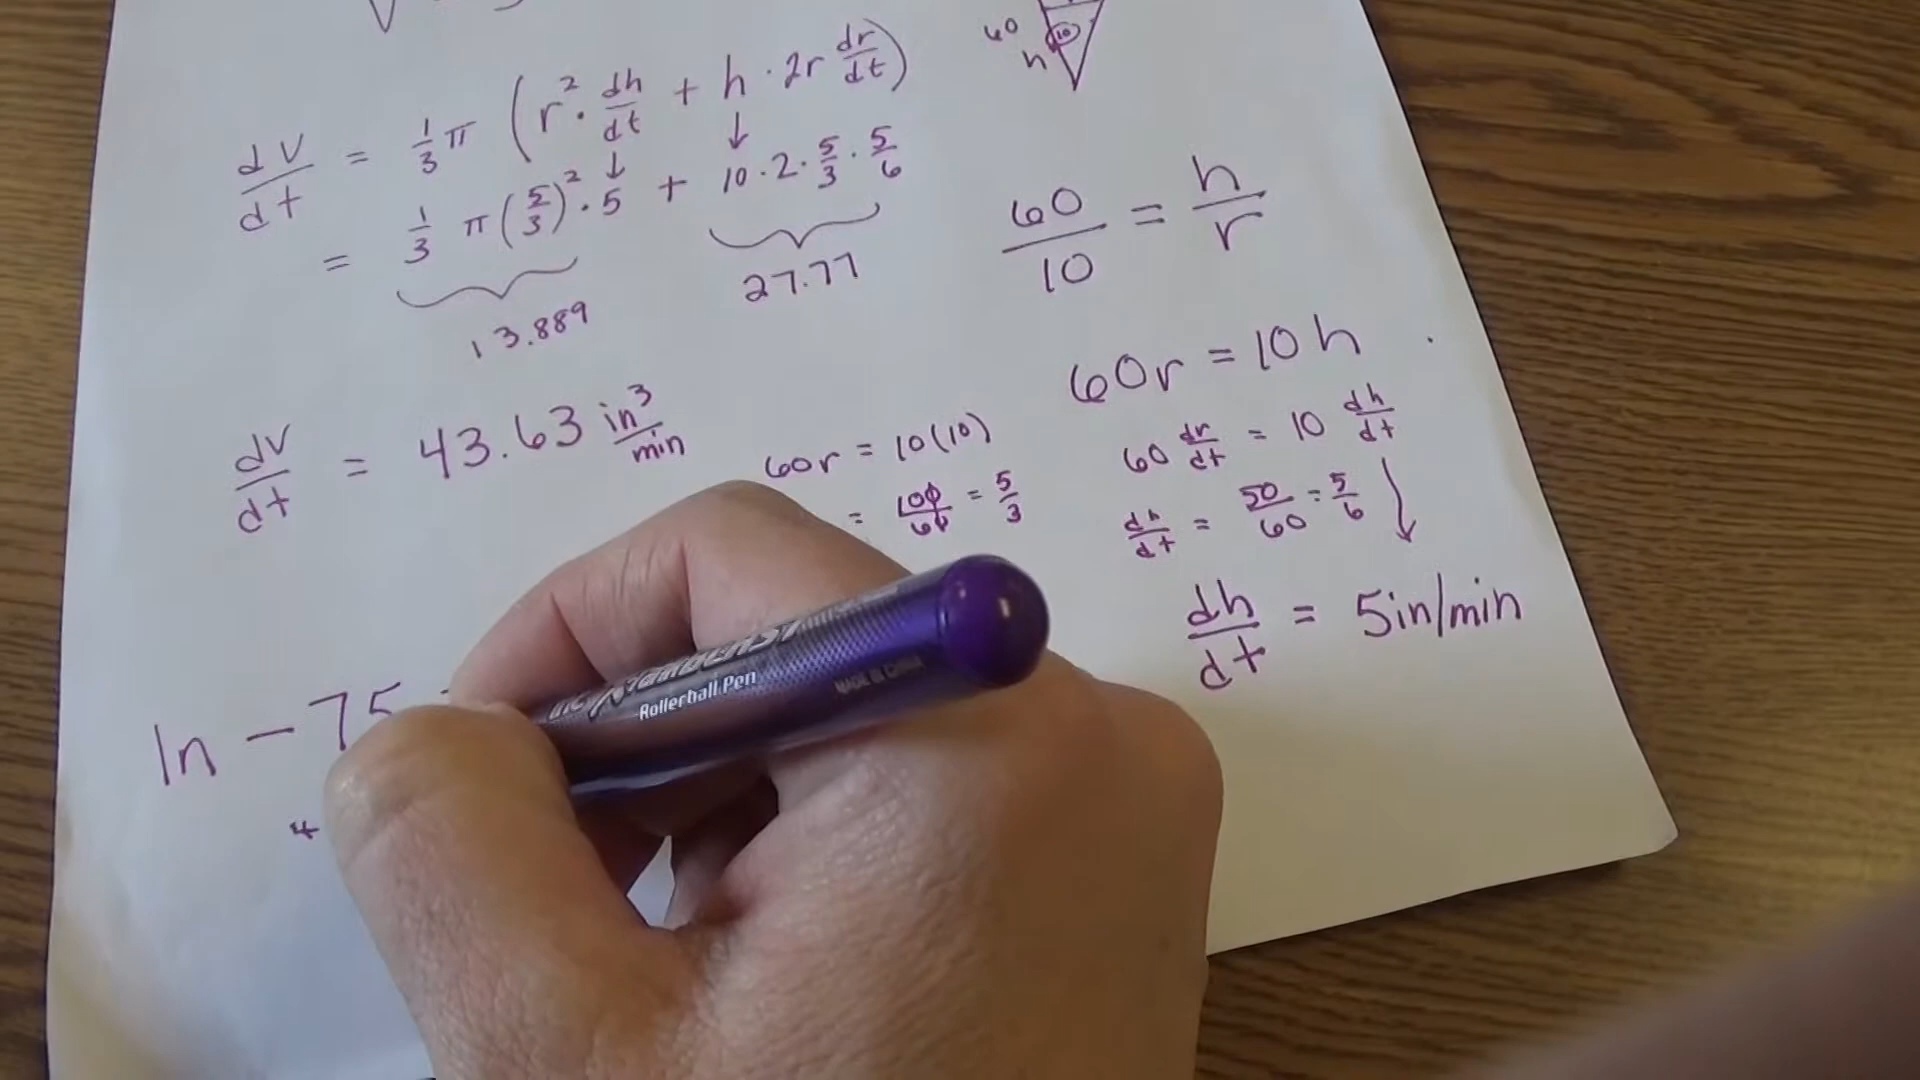 60
h
10
dV/dt = 1/3 π (r² · dh/dt + h · 2r dr/dt)
= 1/3 π (5/3)² · 5 + 10 · 2 · 5/3 · 5/6
13.889
27.77
60/10 = h/r
60r = 10h
60 dr/dt = 10 dh/dt
dh/dt = 50/60 = 5/6
dh/dt = 5in/min
dV/dt = 43.63 in³/min
60r = 10(10)
= 100/60 = 5/3
In - 75
4
Rollerball Pen
MADE IN CHINA